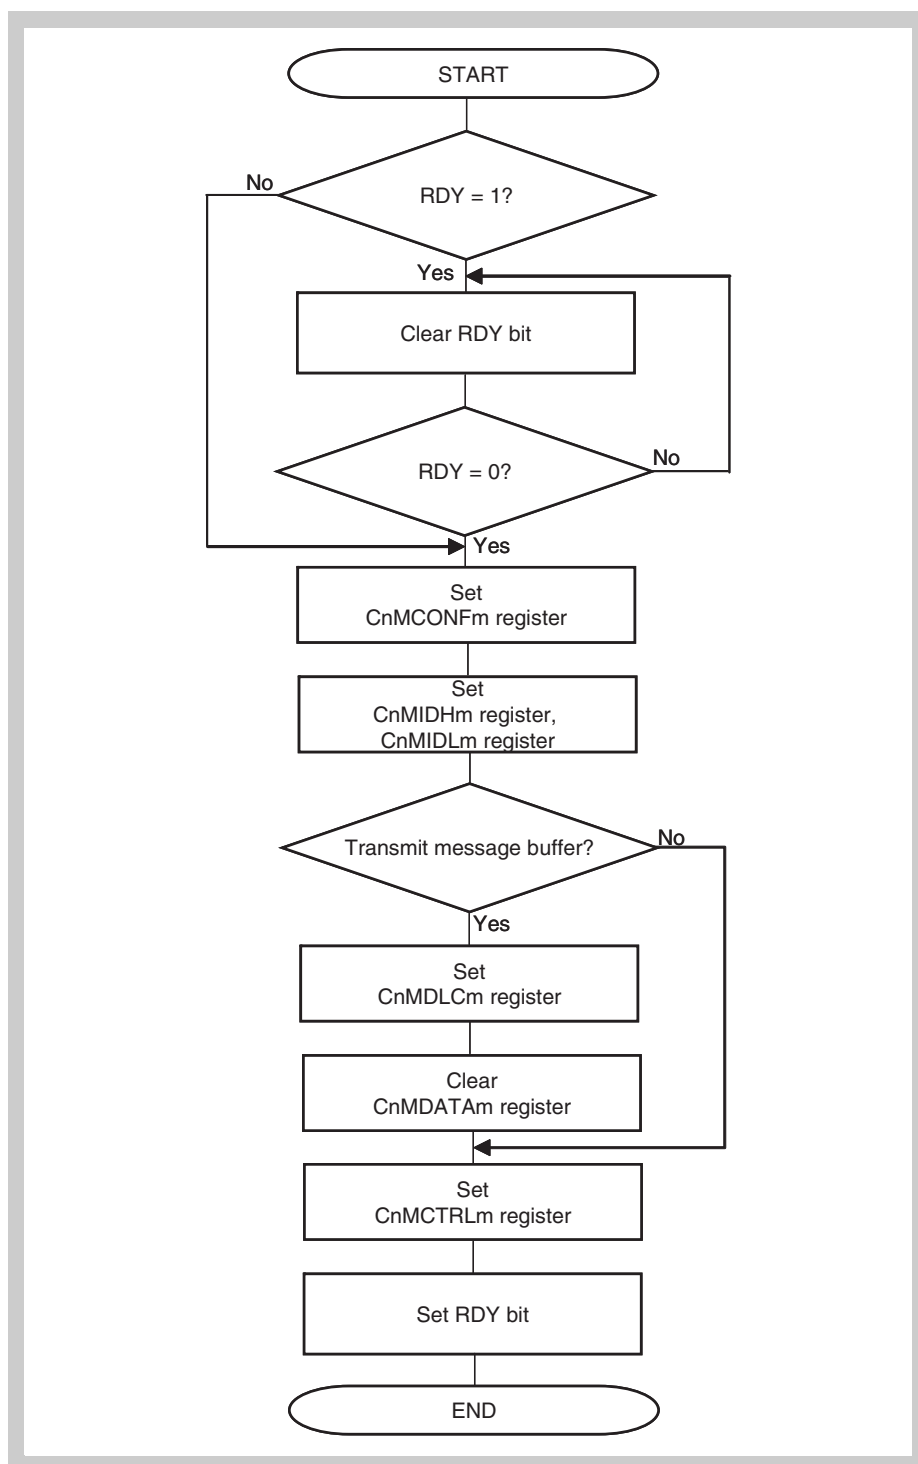 START
RDY = 1?
No
Yes
Clear RDY bit
RDY = 0?
No
Yes
Set
CnMCONFm register
Set
CnMIDHm register,
CnMIDLm register
Transmit message buffer?
No
Yes
Set
CnMDLCm register
Clear
CnMDATAm register
Set
CnMCTRLm register
Set RDY bit
END